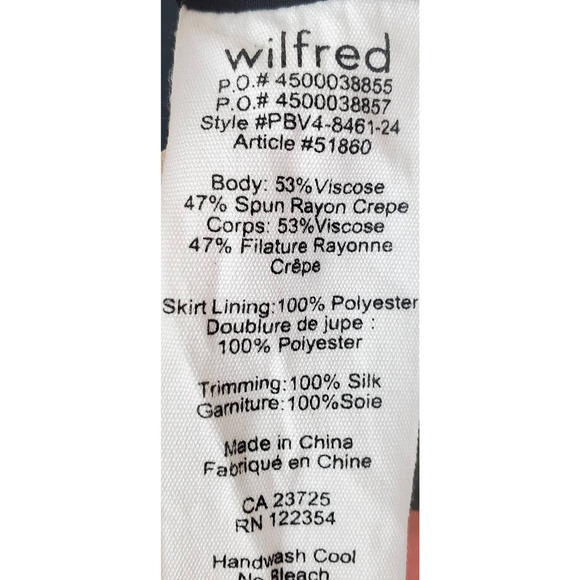 wilfred
P.O.# 4500038855
P.O.# 4500038857
Style #PBV4-8461-24
Article #51860
Body: 53%Viscose
47% Spun Rayon Crepe
Corps: 53%Viscose
47% Filature Rayonne
Crêpe
Skirt Lining:100% Polyester
Doublure de jupe :
100% Polyester
Trimming:100% Silk
Garniture:100%Soie
Made in China
Fabriqué en Chine
CA 23725
RN 122354
Handwash Cool
No Bleach